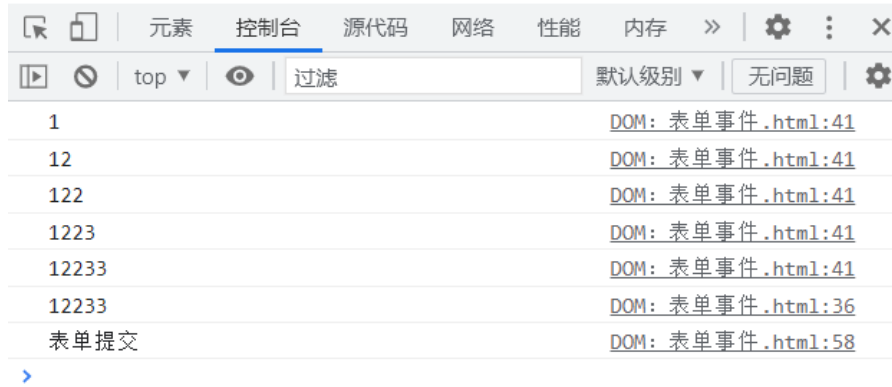 元素 控制台 源代码 网络 性能 内存 »
top ▼ 过滤 默认级别 ▼ 无问题
1 DOM: 表单事件.html:41
12 DOM: 表单事件.html:41
122 DOM: 表单事件.html:41
1223 DOM: 表单事件.html:41
12233 DOM: 表单事件.html:41
12233 DOM: 表单事件.html:36
表单提交 DOM: 表单事件.html:58